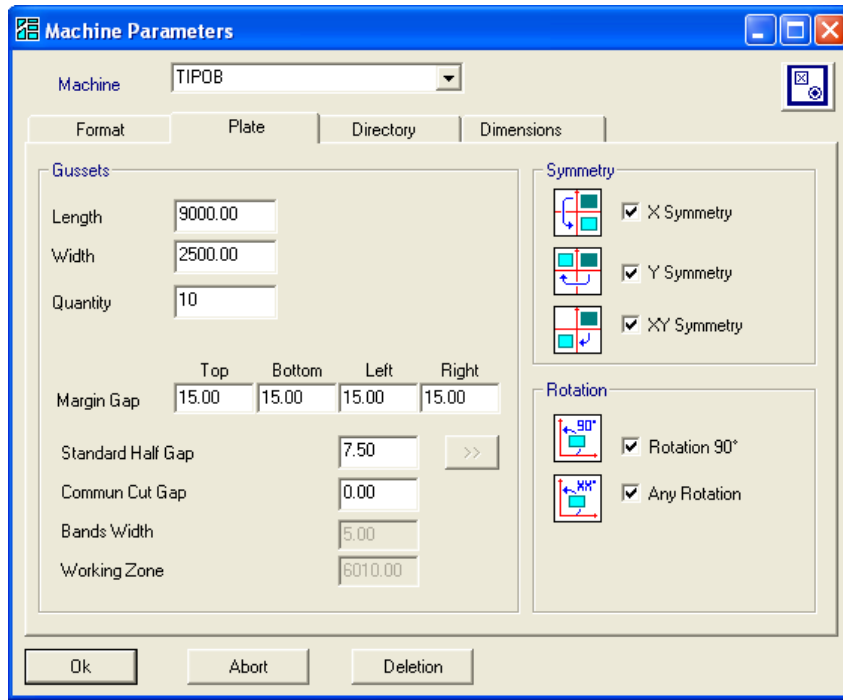 Machine Parameters
Machine TIPOB
Format Plate Directory Dimensions
Gussets
Length 9000.00
Width 2500.00
Quantity 10
Top Bottom Left Right
Margin Gap 15.00 15.00 15.00 15.00
Standard Half Gap 7.50 >>
Commun Cut Gap 0.00
Bands Width 5.00
Working Zone 6010.00
Symmetry
X Symmetry
Y Symmetry
XY Symmetry
Rotation
90° Rotation 90°
XX° Any Rotation
Ok Abort Deletion